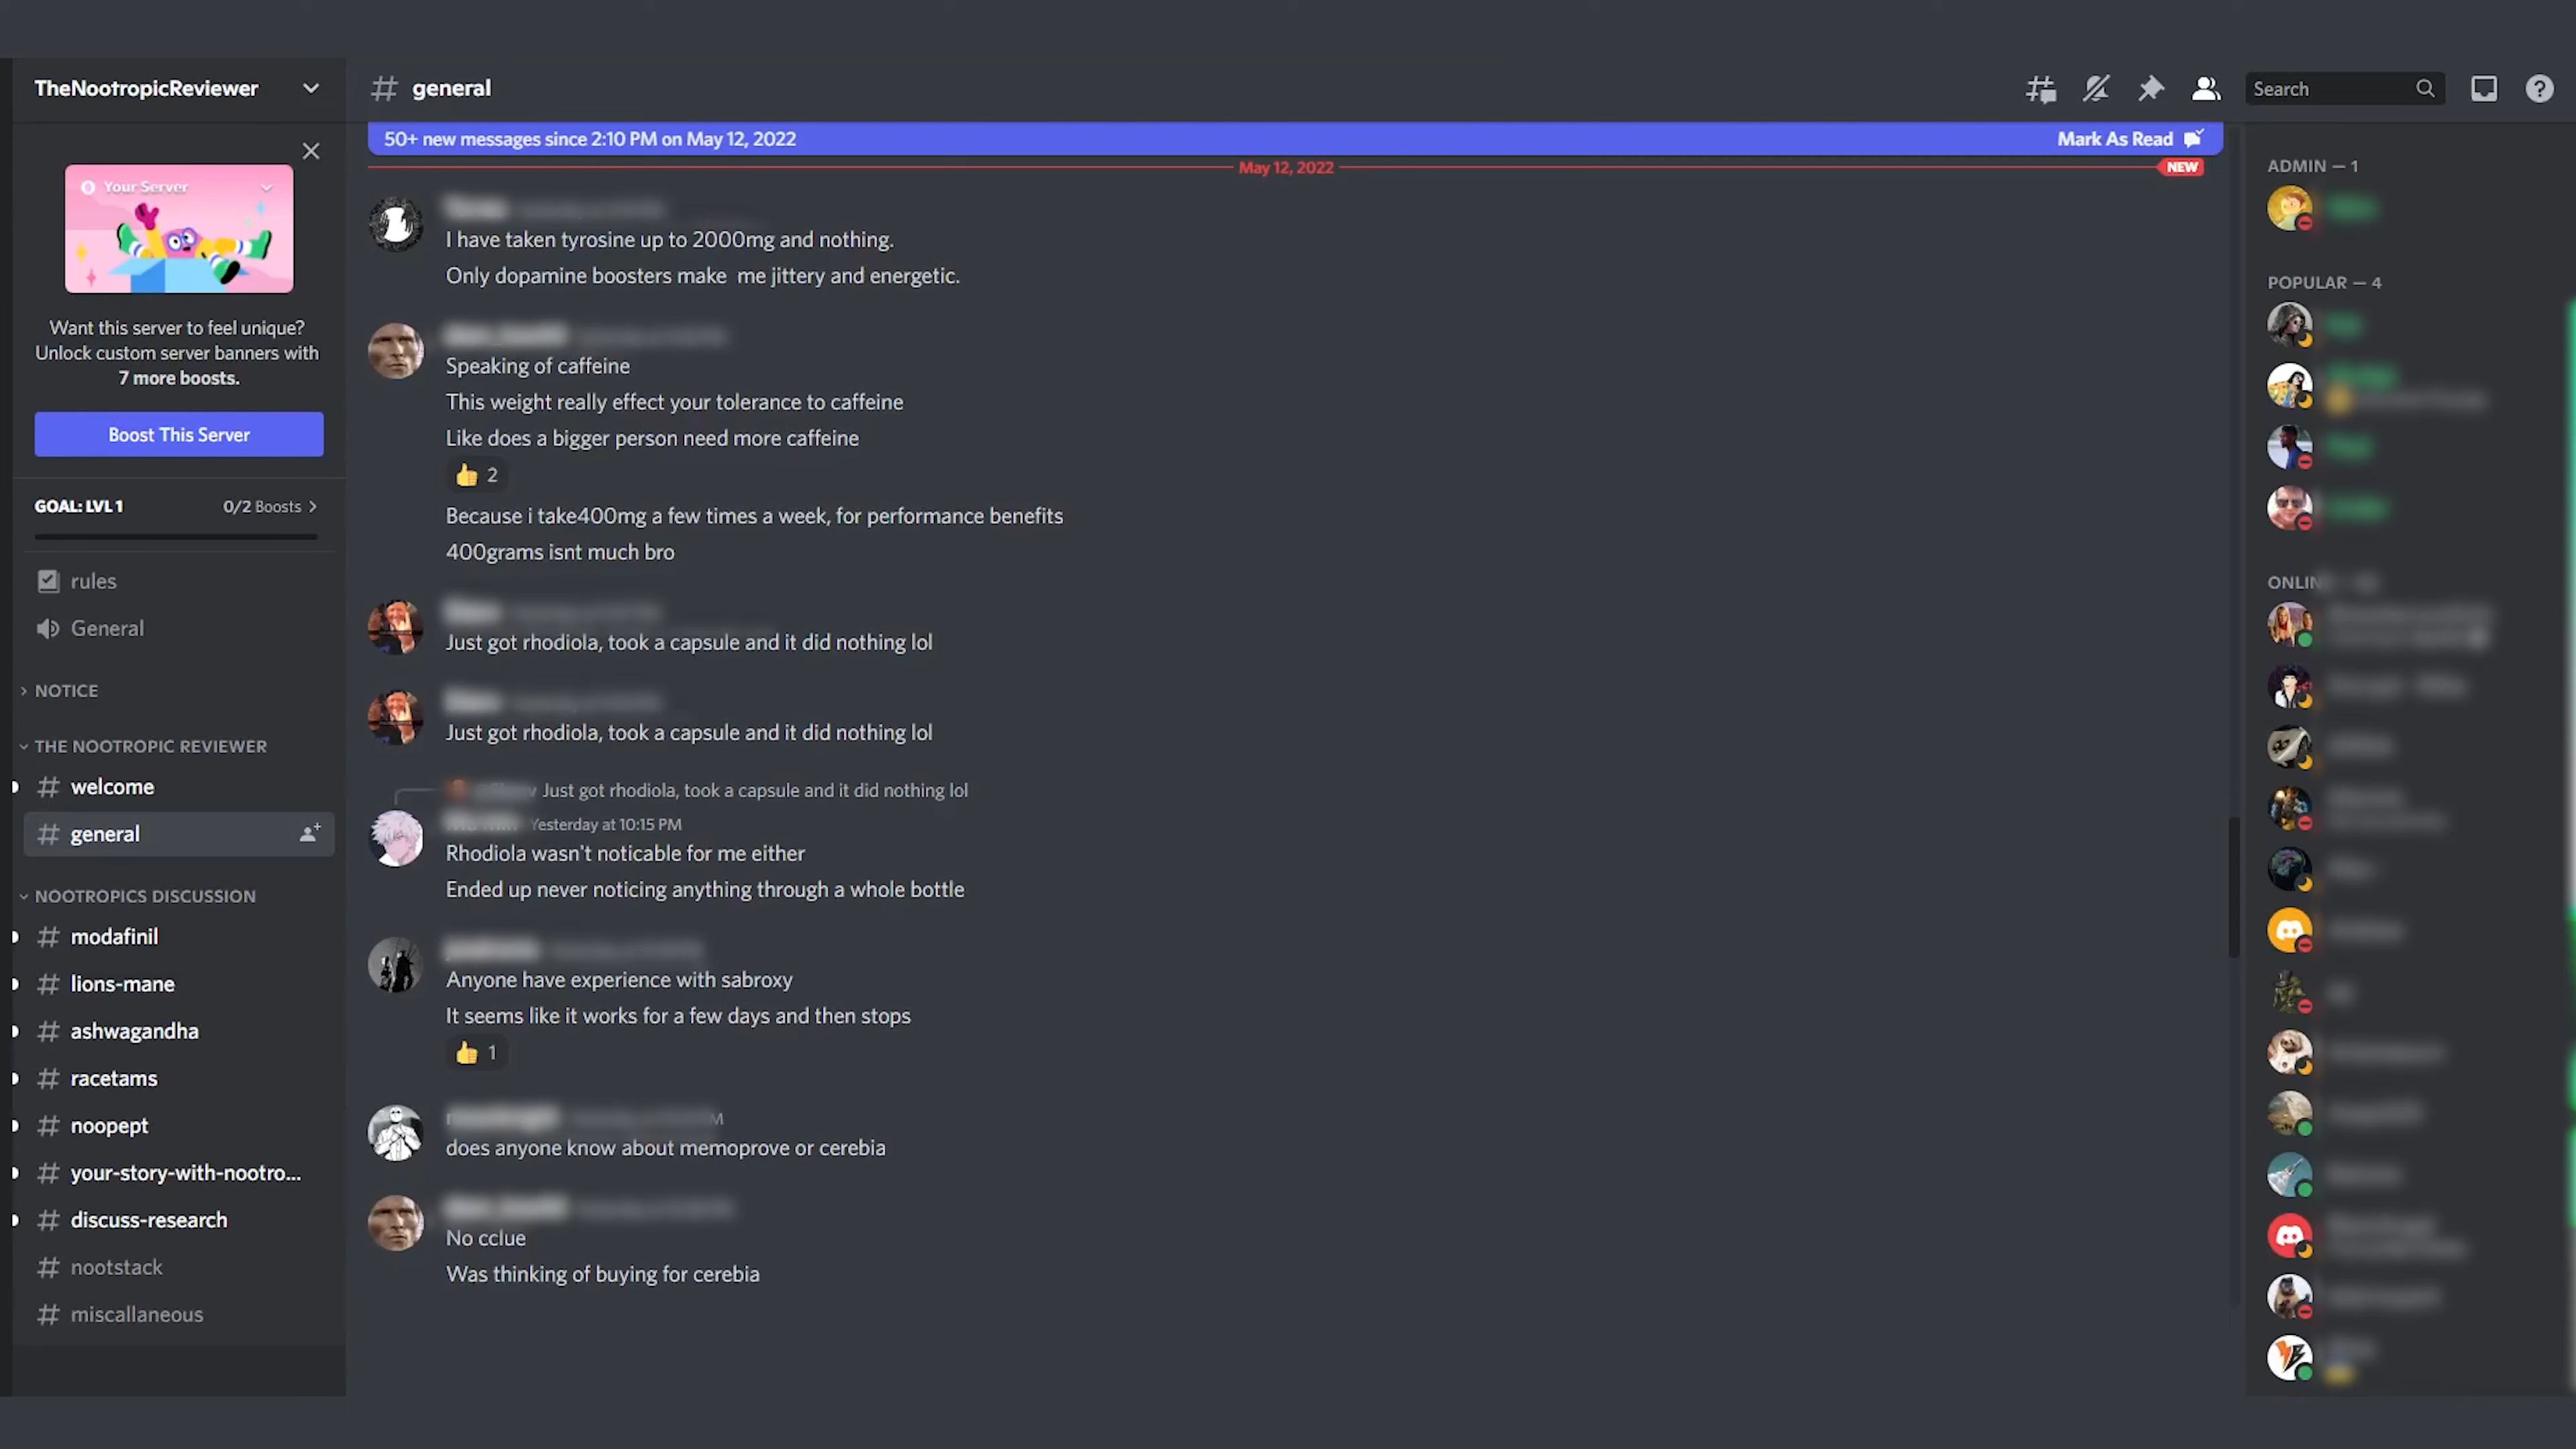 TheNootropicReviewer
Your Server
Want this server to feel unique?
Unlock custom server banners with
7 more boosts.
Boost This Server
GOAL: LVL 1
0/2 Boosts
rules
General
NOTICE
THE NOOTROPIC REVIEWER
welcome
general
NOOTROPICS DISCUSSION
modafinil
lions-mane
ashwagandha
racetams
noopept
your-story-with-nootro...
discuss-research
nootstack
miscallaneous
general
Search
50+ new messages since 2:10 PM on May 12, 2022
Mark As Read
May 12, 2022
NEW
I have taken tyrosine up to 2000mg and nothing.
Only dopamine boosters make  me jittery and energetic.
Speaking of caffeine
This weight really effect your tolerance to caffeine
Like does a bigger person need more caffeine
2
Because i take400mg a few times a week, for performance benefits
400grams isnt much bro
Just got rhodiola, took a capsule and it did nothing lol
Just got rhodiola, took a capsule and it did nothing lol
Just got rhodiola, took a capsule and it did nothing lol
Yesterday at 10:15 PM
Rhodiola wasn't noticable for me either
Ended up never noticing anything through a whole bottle
Anyone have experience with sabroxy
It seems like it works for a few days and then stops
1
does anyone know about memoprove or cerebia
No cclue
Was thinking of buying for cerebia
ADMIN — 1
POPULAR — 4